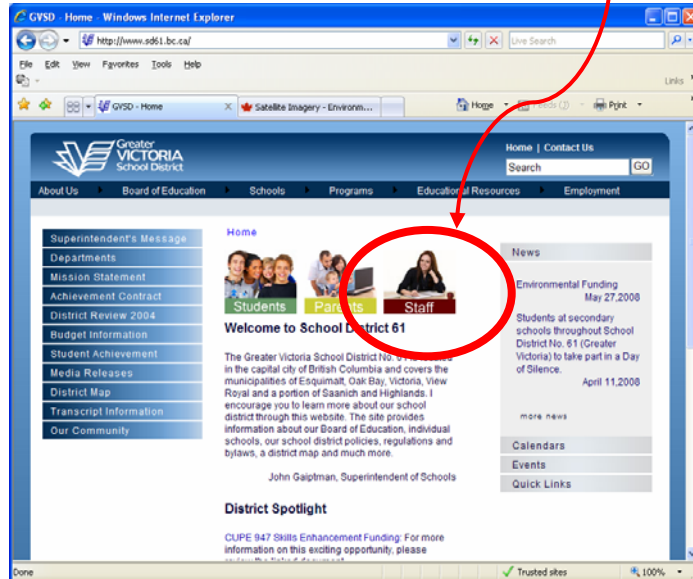 GVSD - Home - Windows Internet Explorer
http://www.sd61.bc.ca/
Live Search
File Edit View Favorites Tools Help
Links
GVSD - Home
Satellite Imagery - Environm...
Home
Print
Greater
VICTORIA
School District
Home | Contact Us
Search
GO
About Us
Board of Education
Schools
Programs
Educational Resources
Employment
Superintendent's Message
Departments
Mission Statement
Achievement Contract
District Review 2004
Budget Information
Student Achievement
Media Releases
District Map
Transcript Information
Our Community
Home
Students
Parents
Staff
Welcome to School District 61
The Greater Victoria School District No. 61 is located
in the capital city of British Columbia and covers the
municipalities of Esquimalt, Oak Bay, Victoria, View
Royal and a portion of Saanich and Highlands. I
encourage you to learn more about our school
district through this website. The site provides
information about our Board of Education, individual
schools, our school district policies, regulations and
bylaws, a district map and much more.
John Gaiptman, Superintendent of Schools
District Spotlight
CUPE 947 Skills Enhancement Funding: For more
information on this exciting opportunity, please
News
Environmental Funding
May 27,2008
Students at secondary
schools throughout School
District No. 61 (Greater
Victoria) to take part in a Day
of Silence.
April 11,2008
more news
Calendars
Events
Quick Links
Done
Trusted sites
100%